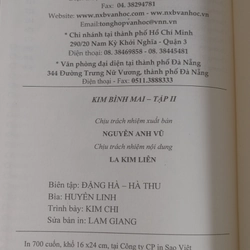 Fax: 04. 38294781
Website: www.nxbvanhoc.com; www.nxbvanhoc.vn
Email:tonghopvanhoc@vnn.vn
* Chi nhánh tại thành phố Hồ Chí Minh
290/20 Nam Kỳ Khởi Nghĩa - Quận 3
Điện thoại: 08. 38469858 - 08. 38445481
* Văn phòng đại diện tại thành phố Đà Nẵng
344 Đường Trưng Nữ Vương, thành phố Đà Nẵng
Điện thoại - Fax: 0511.3888333
KIM BÌNH MAI – TẬP II
Chịu trách nhiệm xuất bản
NGUYỄN ANH VŨ
Chịu trách nhiệm nội dung
LA KIM LIÊN
Biên tập: ĐẶNG HÀ – HÀ THU
Bìa: HUYỀN LINH
Trình bày: KIM CHI
Sửa bản in: LAM GIANG
In 700 cuốn, khổ 16 x24 cm, tại Công ty CP in Sao Việt